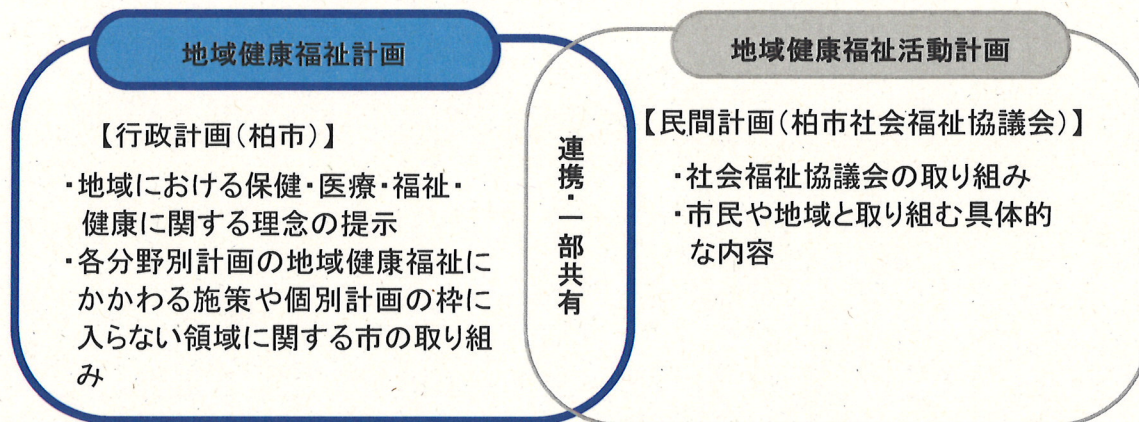 地域健康福祉計画
【行政計画(柏市)】
・地域における保健・医療・福祉・
健康に関する理念の提示
・各分野別計画の地域健康福祉に
かかわる施策や個別計画の枠に
入らない領域に関する市の取り組
み
連携・一部共有
地域健康福祉活動計画
【民間計画(柏市社会福祉協議会)】
・社会福祉協議会の取り組み
・市民や地域と取り組む具体的
な内容